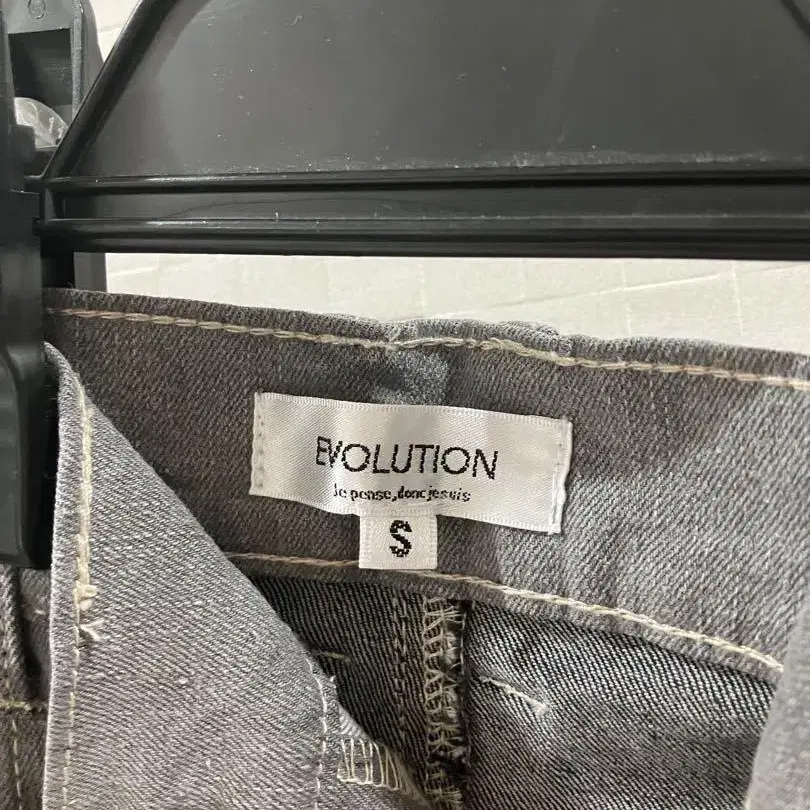 EVOLUTION
Je pense, donc je suis
S